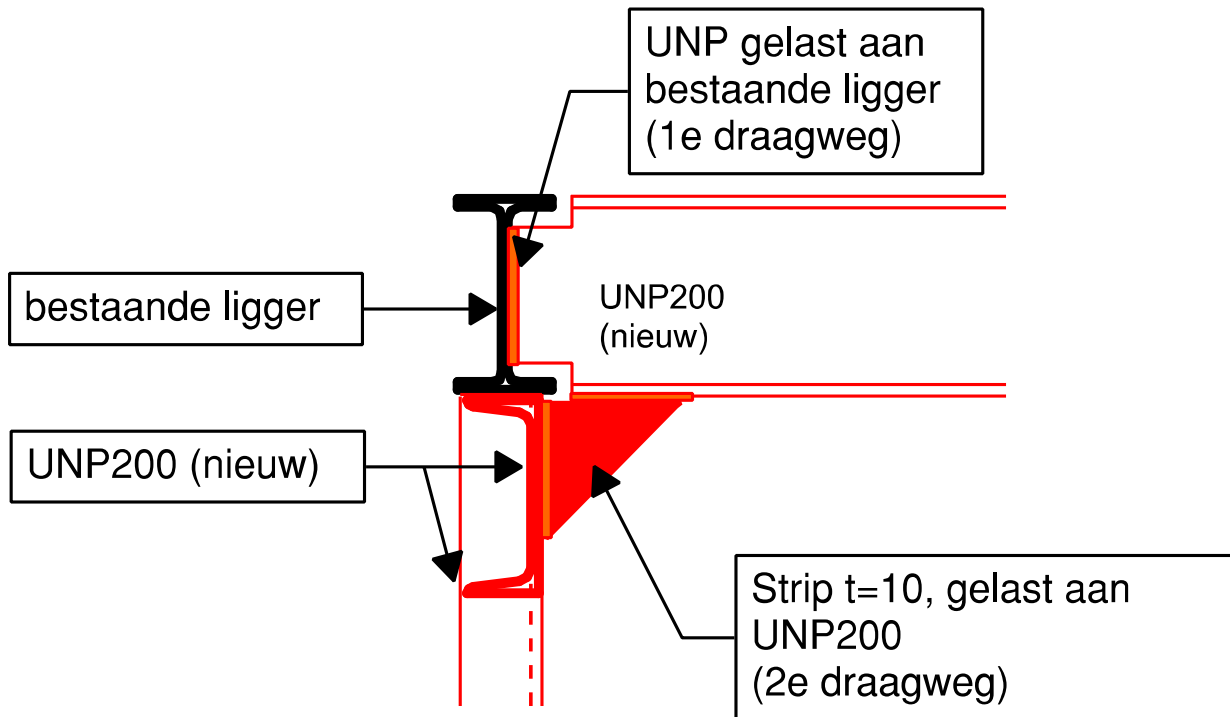 UNP gelast aan
bestaande ligger
(1e draagweg)
bestaande ligger
UNP200
(nieuw)
UNP200 (nieuw)
Strip t=10, gelast aan
UNP200
(2e draagweg)